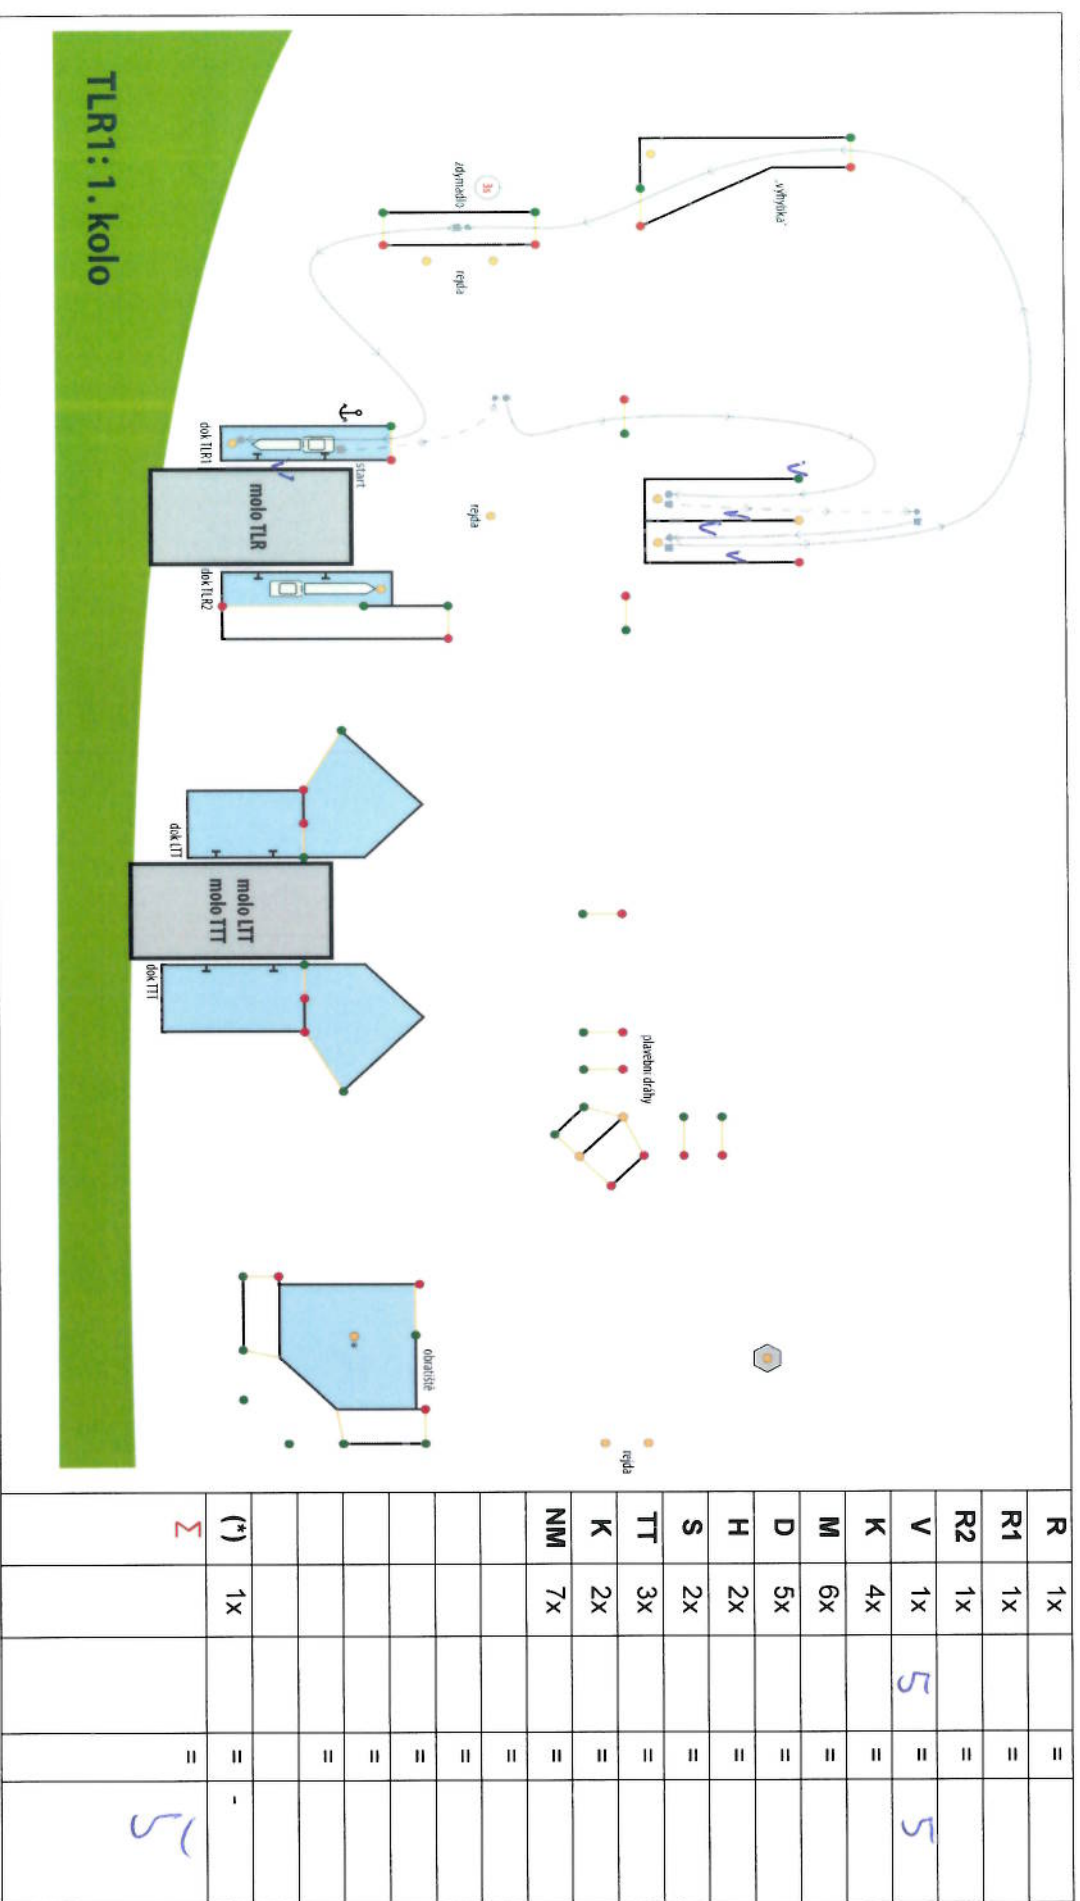 TLR1: 1. kolo
„výhybka“
zdymadlo
3s
rejda
dok TLR1
start
molo TLR
rejda
dok TLR2
dok LTT
molo LTT
molo TTT
dok TTT
plavební dráhy
obratiště
rejda
R 1x =
R1 1x =
R2 1x =
V 1x 5 = 5
K 4x =
M 6x =
D 5x =
H 2x =
S 2x =
TT 3x =
K 2x =
NM 7x =
=
=
=
=
=
(*) 1x = -
Σ = 5